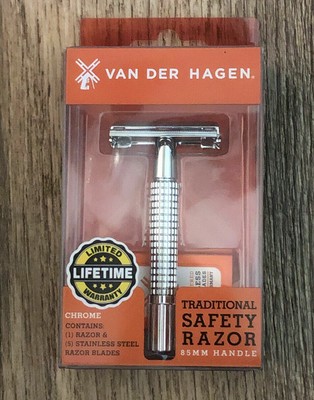 VAN DER HAGEN®
LIMITED
LIFETIME
WARRANTY
CHROME
CONTAINS:
(1) RAZOR &
(5) STAINLESS STEEL
RAZOR BLADES
TRADITIONAL
SAFETY
RAZOR
85MM HANDLE